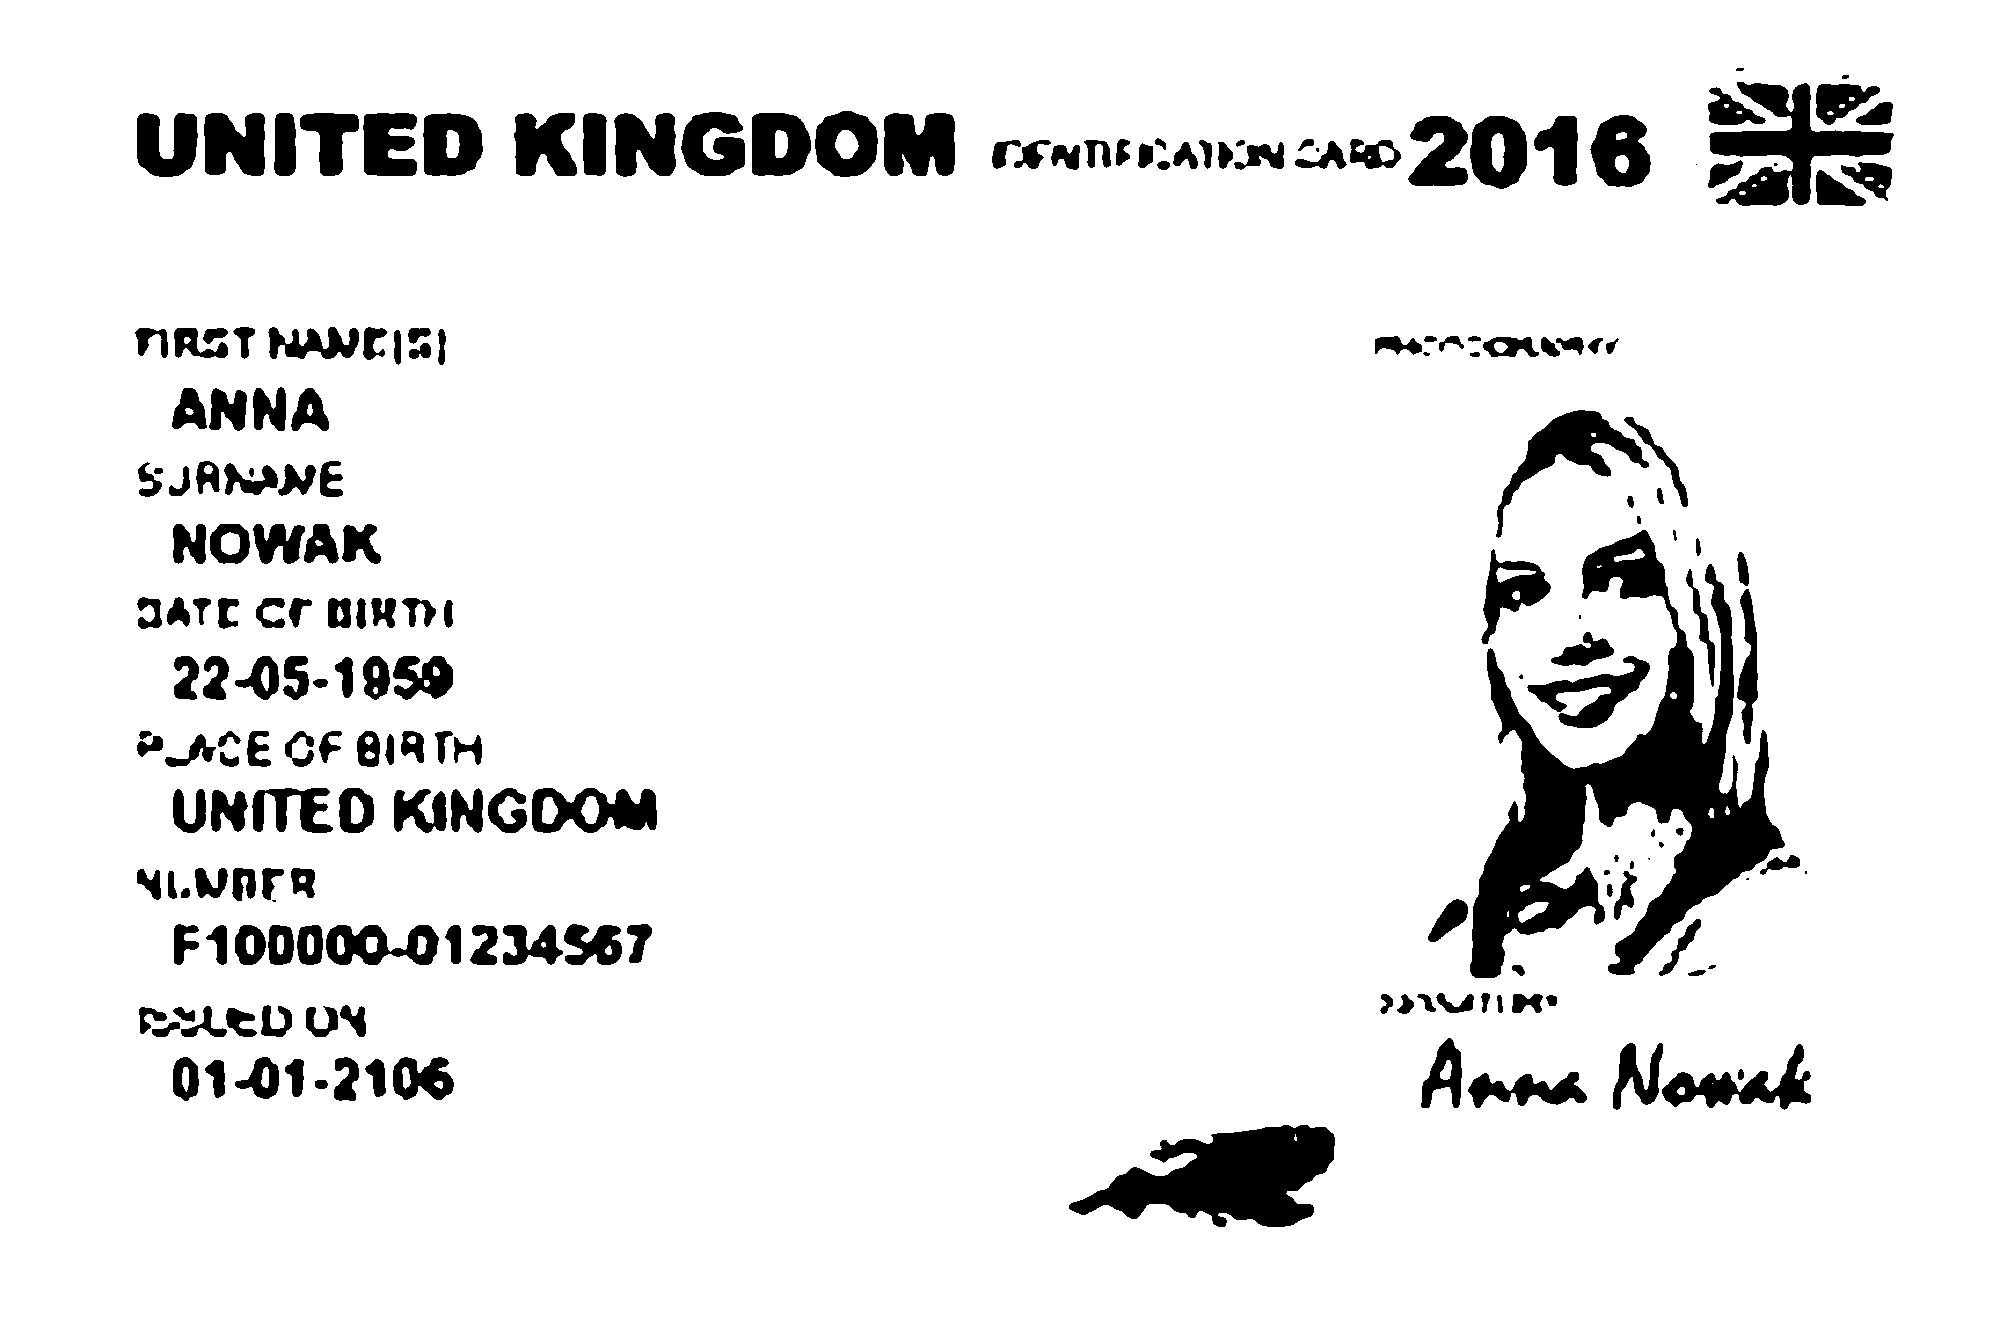 UNITED KINGDOM IDENTIFICATION CARD 2016
FIRST NAME(S)
ANNA
SURNAME
NOWAK
DATE OF BIRTH
22-05-1959
PLACE OF BIRTH
UNITED KINGDOM
NUMBER
F100000-01234567
ISSUED ON
01-01-2106
PHOTOGRAPHY
SIGNATURE
Anna Nowak